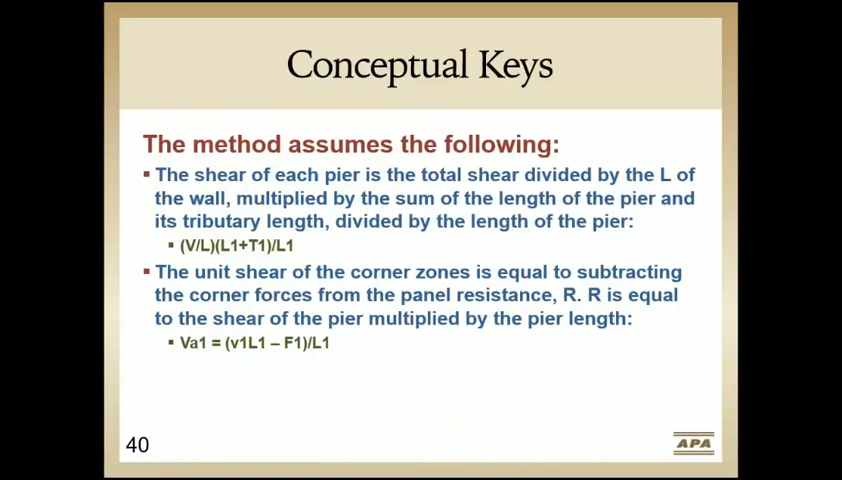 Conceptual Keys
The method assumes the following:
▪ The shear of each pier is the total shear divided by the L of
the wall, multiplied by the sum of the length of the pier and
its tributary length, divided by the length of the pier:
▪ (V/L)(L1+T1)/L1
▪ The unit shear of the corner zones is equal to subtracting
the corner forces from the panel resistance, R. R is equal
to the shear of the pier multiplied by the pier length:
▪ Va1 = (v1L1 – F1)/L1
40
APA